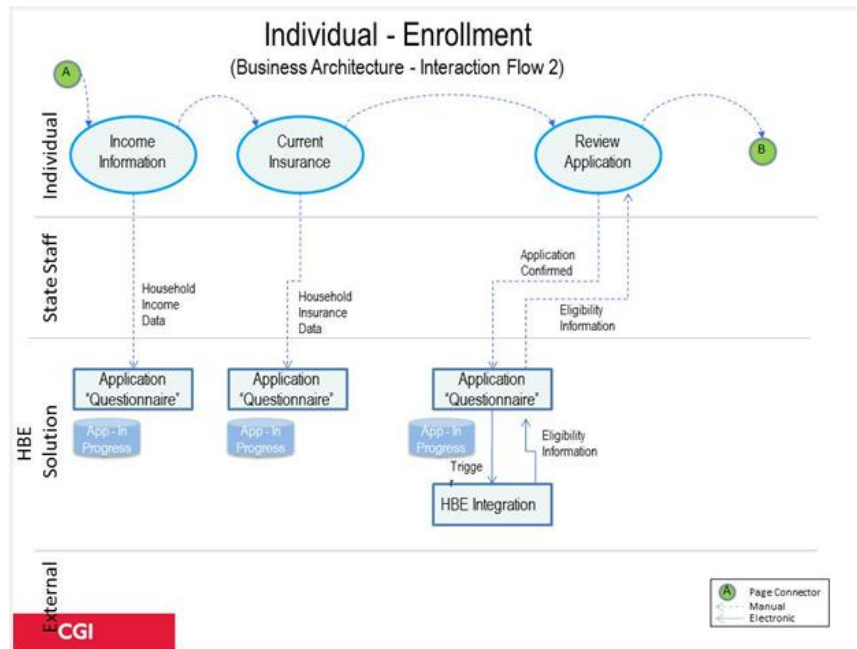 Individual - Enrollment
(Business Architecture - Interaction Flow 2)
A
Income
Information
Current
Insurance
Review
Application
B
Individual
State Staff
Household
Income
Data
Household
Insurance
Data
Application
Confirmed
Eligibility
Information
HBE
Solution
Application
"Questionnaire"
App - In
Progress
Application
"Questionnaire"
App - In
Progress
Application
"Questionnaire"
App - In
Progress
Trigge
r
Eligibility
Information
HBE Integration
External
CGI
A Page Connector
Manual
Electronic